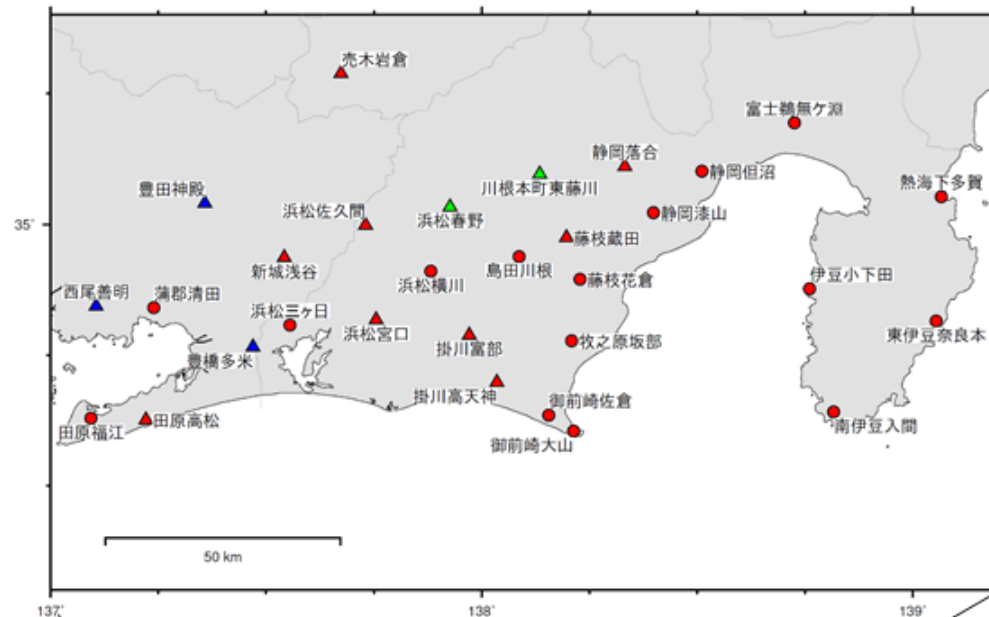 売木岩倉
富士鵜無ケ淵
静岡落合
川根本町東藤川
静岡但沼
熱海下多賀
豊田神殿
浜松佐久間
浜松春野
静岡漆山
35°
藤枝蔵田
新城浅谷
島田川根
浜松横川
藤枝花倉
伊豆小下田
西尾善明
蒲郡清田
浜松三ヶ日
浜松宮口
東伊豆奈良本
掛川富部
牧之原坂部
豊橋多米
掛川高天神
御前崎佐倉
田原福江
田原高松
南伊豆入間
御前崎大山
50 km
137°
138°
139°